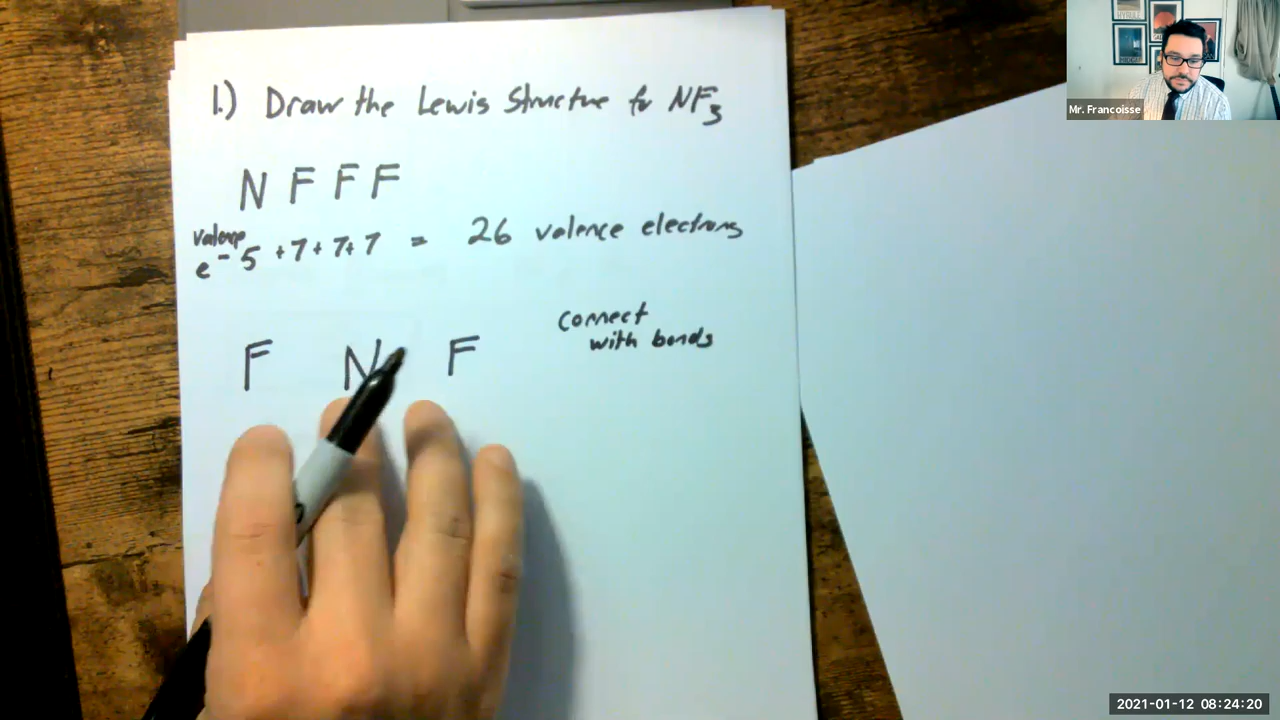 1.) Draw the Lewis Structure for NF3
N F F F
valence
e- 5 + 7 + 7 + 7 = 26 valence electrons
F N F
connect
with bonds
Mr. Francoisse
2021-01-12 08:24:20